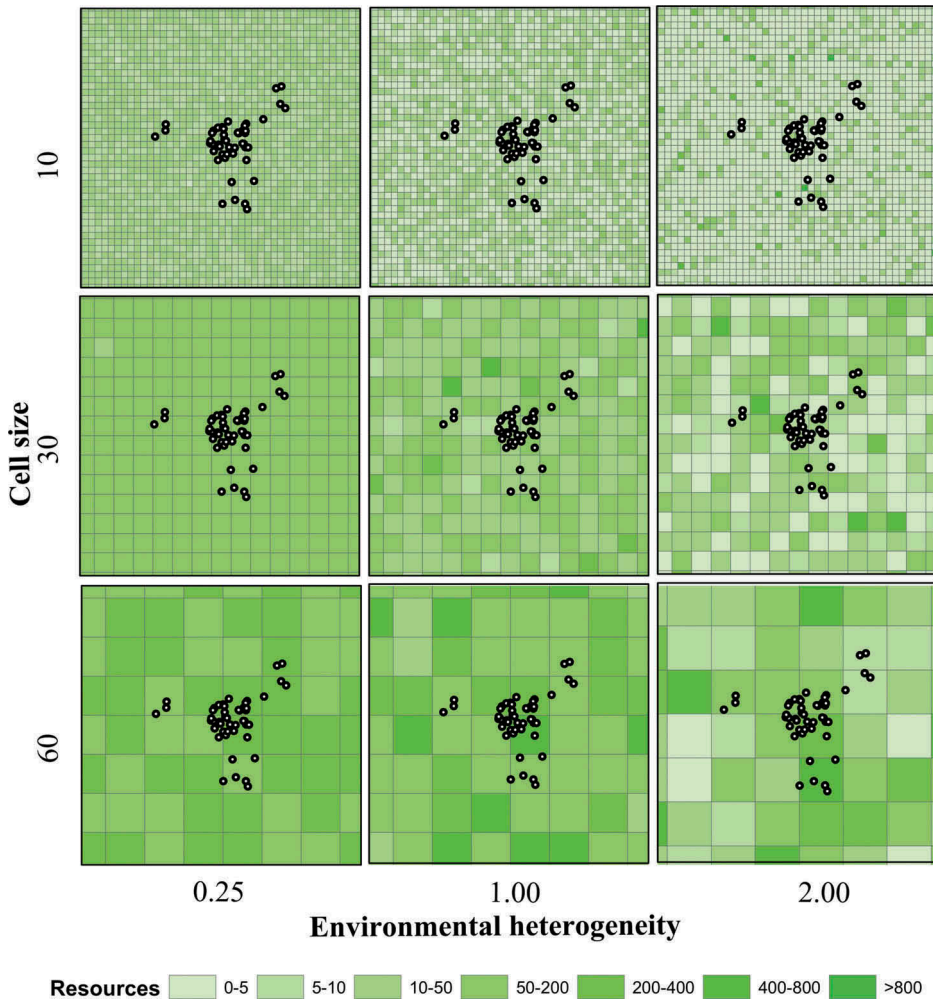 10
Cell size
30
60
0.25 1.00 2.00
Environmental heterogeneity
Resources 0-5 5-10 10-50 50-200 200-400 400-800 >800